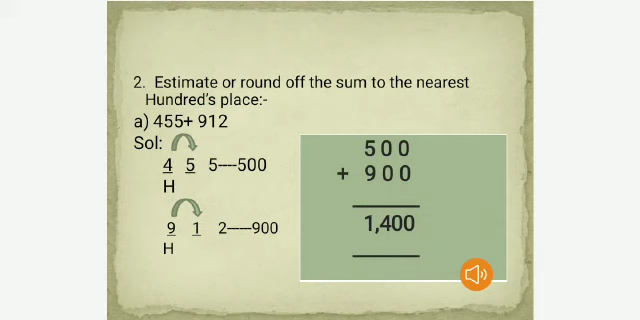 2. Estimate or round off the sum to the nearest
Hundred's place:-
a) 455+ 912
Sol:
4 5 5----500
H
9 1 2-----900
H
500
+ 900
1,400